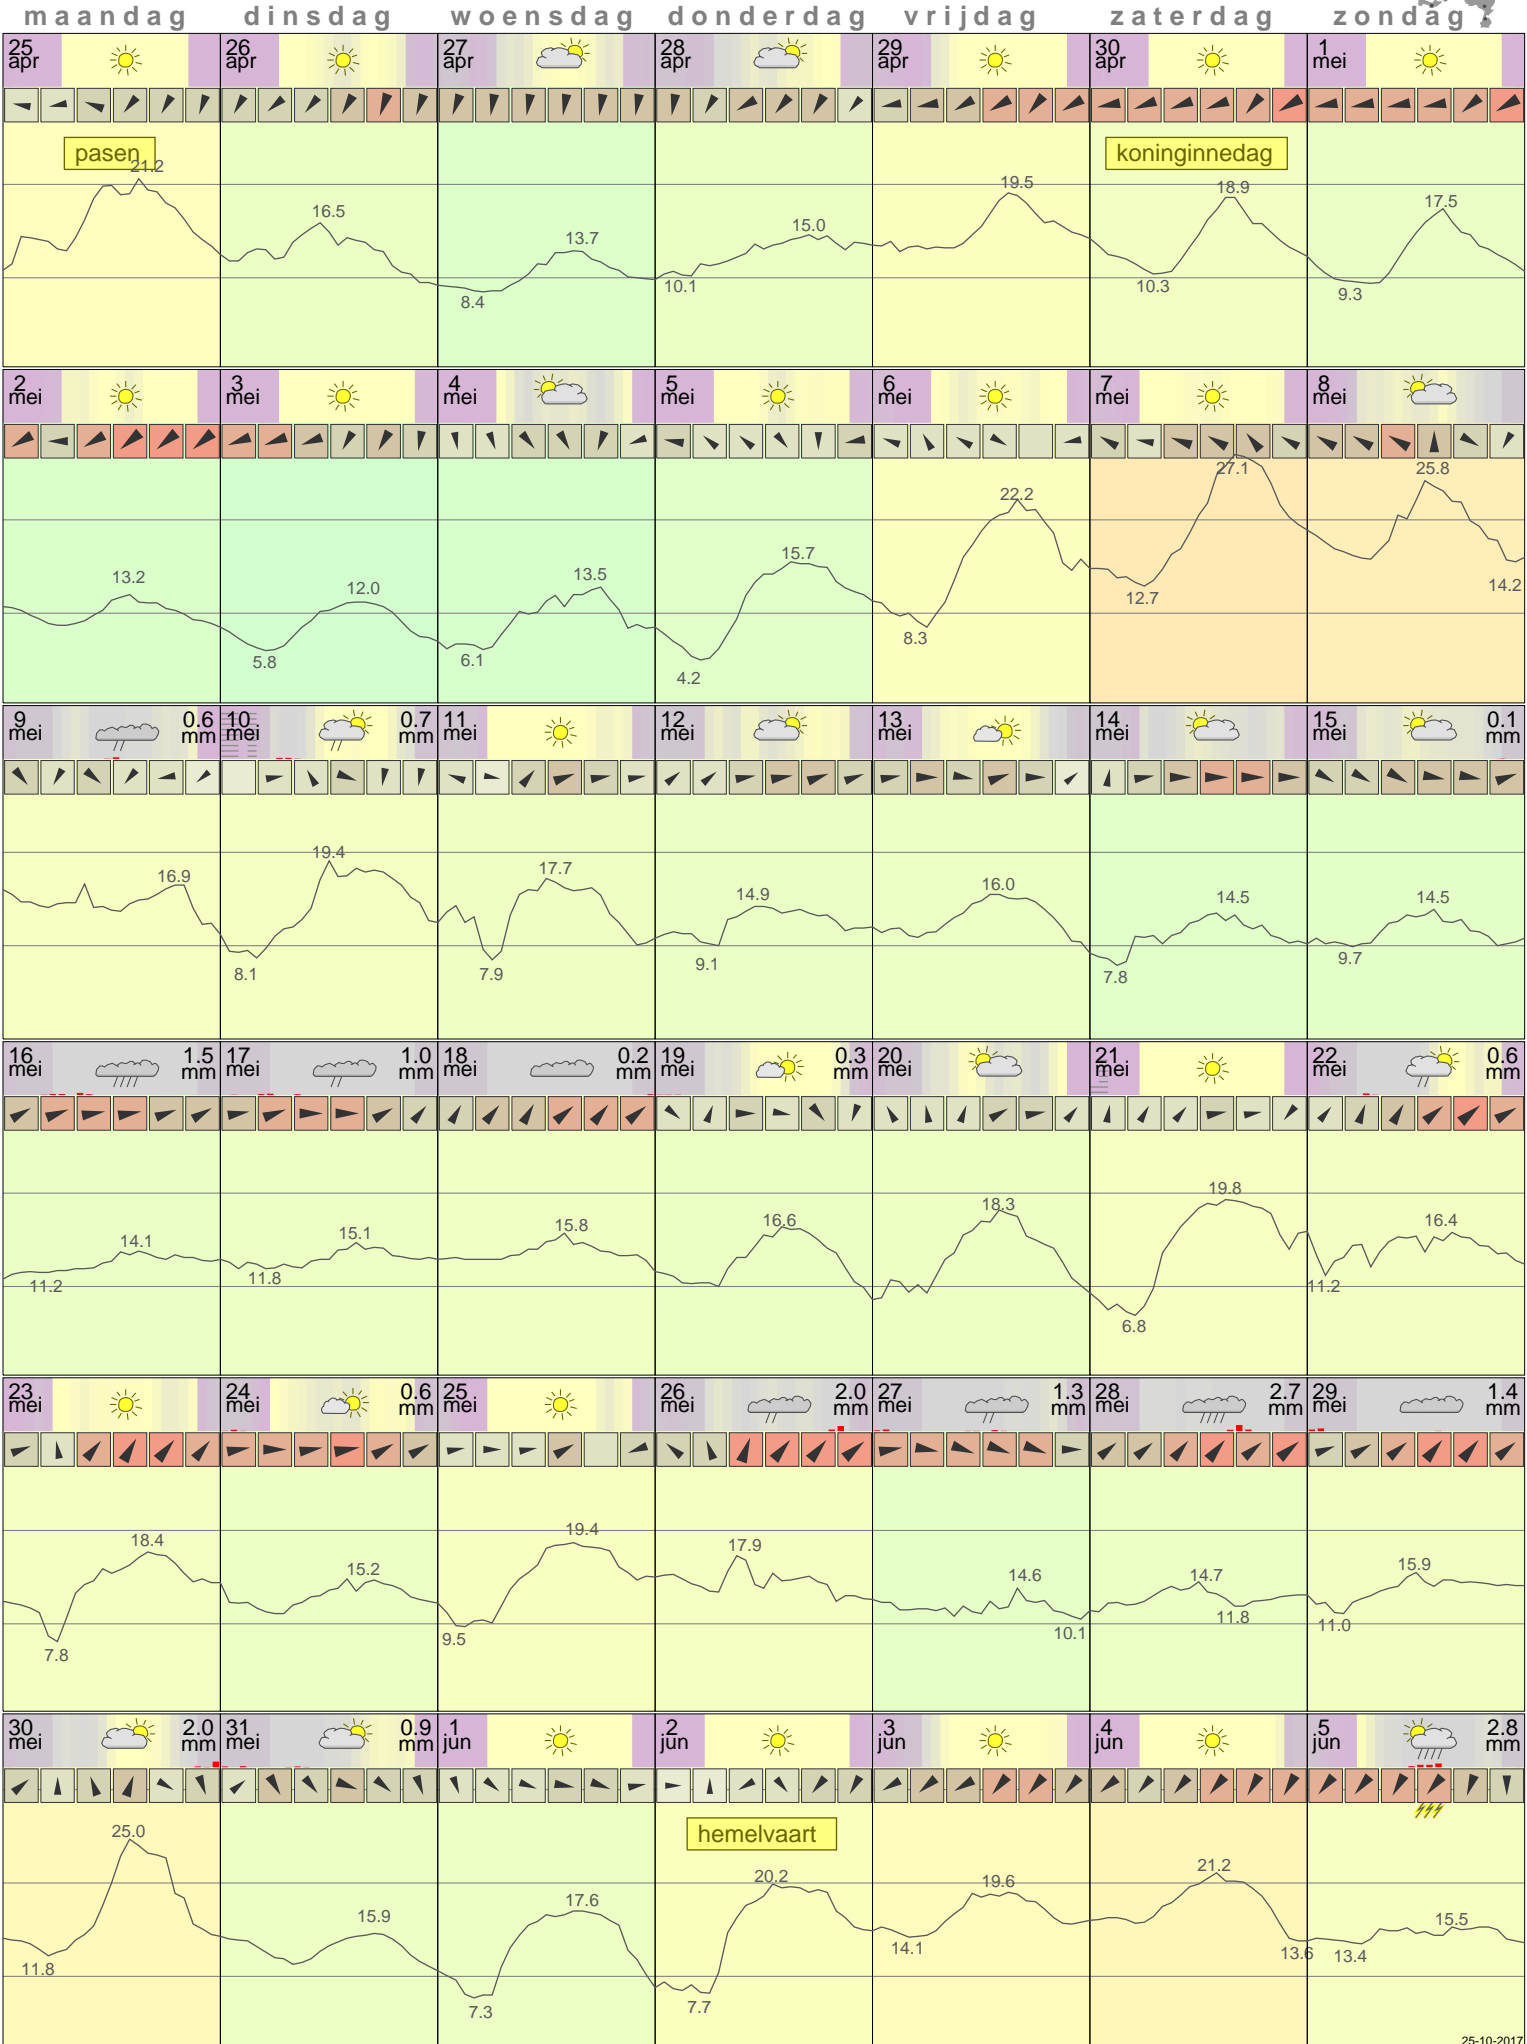 maandag dinsdag woensdag donderdag vrijdag zaterdag zondag
25 26 27 28 29 30 1
apr apr apr apr apr apr mei
pasen koninginnedag
21.2 16.5 13.7 15.0 19.5 18.9 17.5
8.4 10.1 10.3 9.3
2 3 4 5 6 7 8
mei mei mei mei mei mei mei
13.2 12.0 13.5 15.7 22.2 27.1 25.8
5.8 6.1 4.2 8.3 12.7 14.2
9 0.6 10 0.7 11 12 13 14 15 0.1
mei mm mei mm mei mei mei mei mei mm
16.9 19.4 17.7 14.9 16.0 14.5 14.5
8.1 7.9 9.1 7.8 9.7
16 1.5 17 1.0 18 0.2 19 0.3 20 21 22 0.6
mei mm mei mm mei mm mei mm mei mei mei mm
14.1 15.1 15.8 16.6 18.3 19.8 16.4
11.2 11.8 6.8 11.2
23 24 0.6 25 26 2.0 27 1.3 28 2.7 29 1.4
mei mei mm mei mei mm mei mm mei mm mei mm
18.4 15.2 19.4 17.9 14.6 14.7 15.9
7.8 9.5 10.1 11.8 11.0
30 2.0 31 0.9 1 2 3 4 5 2.8
mei mm mei mm jun jun jun jun jun mm
hemelvaart
25.0 15.9 17.6 20.2 19.6 21.2 15.5
11.8 7.3 7.7 14.1 13.6 13.4
25-10-2017